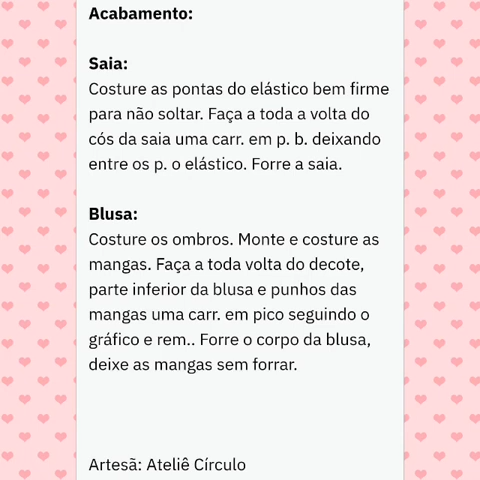 Acabamento:
Saia:
Costure as pontas do elástico bem firme
para não soltar. Faça a toda a volta do
cós da saia uma carr. em p. b. deixando
entre os p. o elástico. Forre a saia.
Blusa:
Costure os ombros. Monte e costure as
mangas. Faça a toda volta do decote,
parte inferior da blusa e punhos das
mangas uma carr. em pico seguindo o
gráfico e rem.. Forre o corpo da blusa,
deixe as mangas sem forrar.
Artesã: Ateliê Círculo